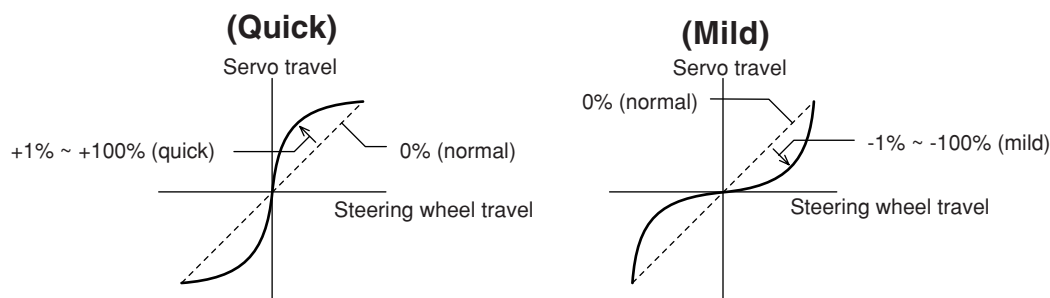 (Quick)
Servo travel
+1% ~ +100% (quick)
0% (normal)
Steering wheel travel
(Mild)
Servo travel
0% (normal)
-1% ~ -100% (mild)
Steering wheel travel